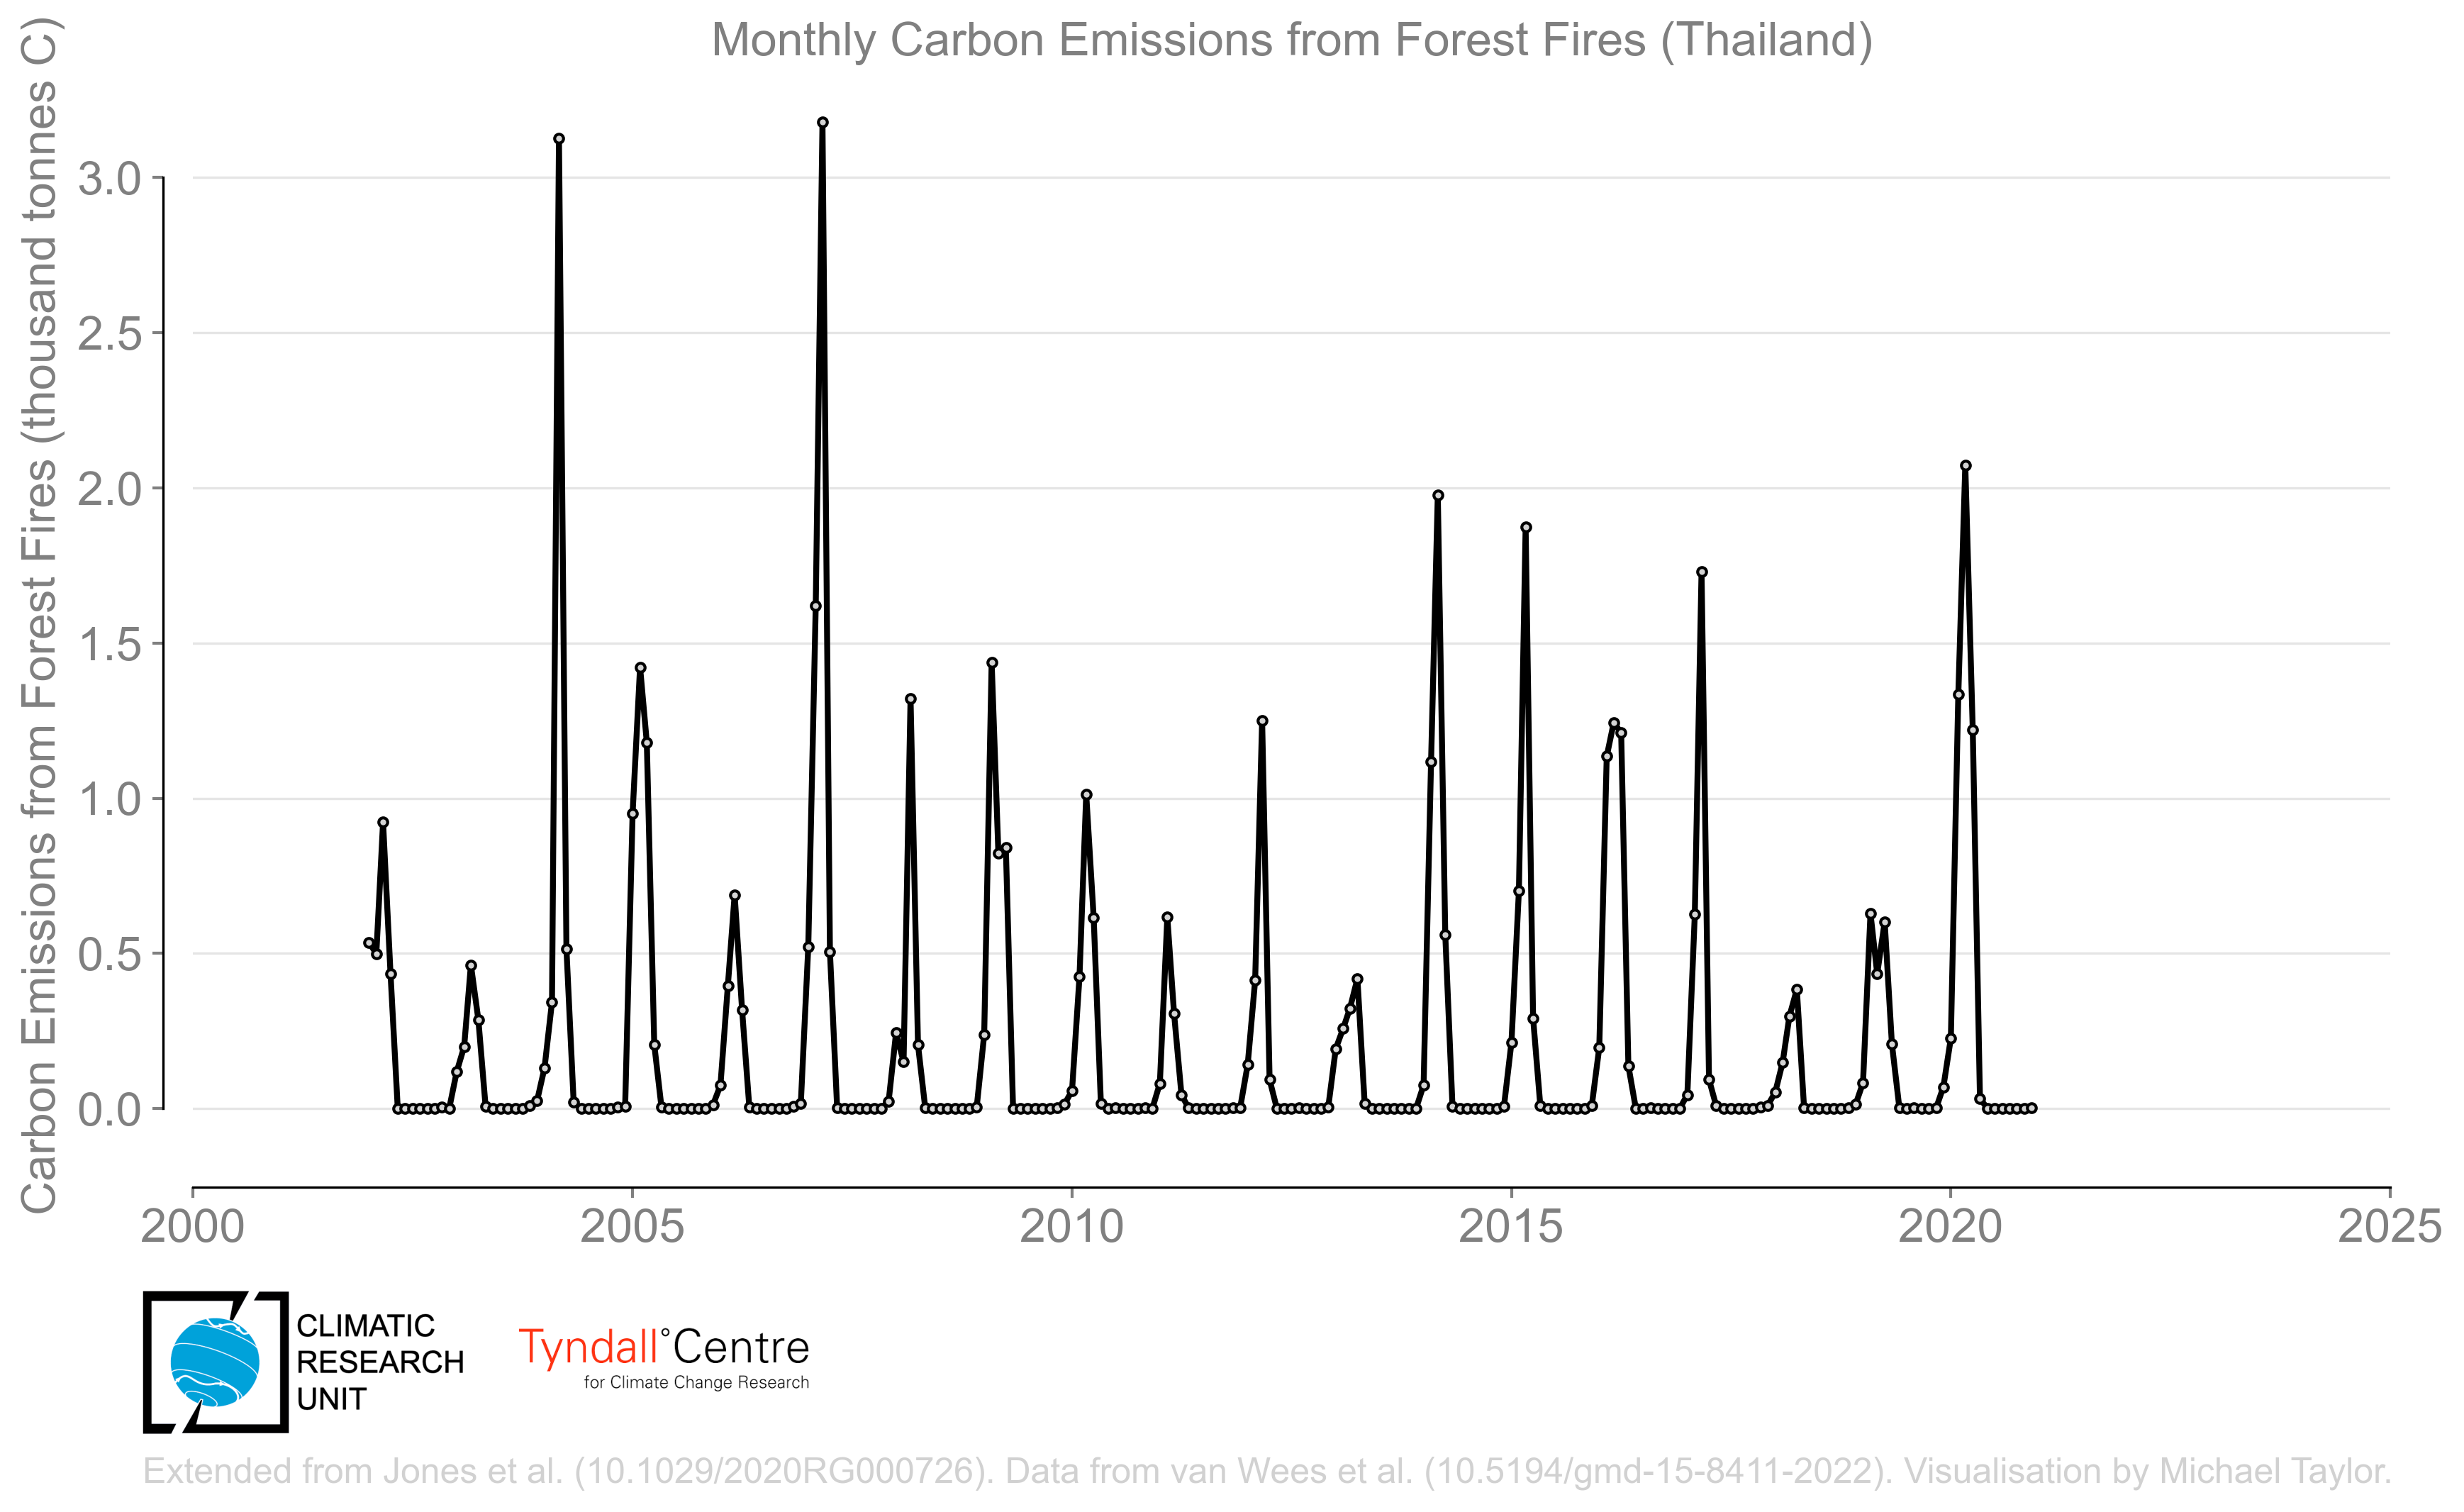 Monthly Carbon Emissions from Forest Fires (Thailand)
Carbon Emissions from Forest Fires (thousand tonnes C)
3.0
2.5
2.0
1.5
1.0
0.5
0.0
2000 2005 2010 2015 2020 2025
CLIMATIC
RESEARCH
UNIT
Tyndall°Centre
for Climate Change Research
Extended from Jones et al. (10.1029/2020RG000726). Data from van Wees et al. (10.5194/gmd-15-8411-2022). Visualisation by Michael Taylor.